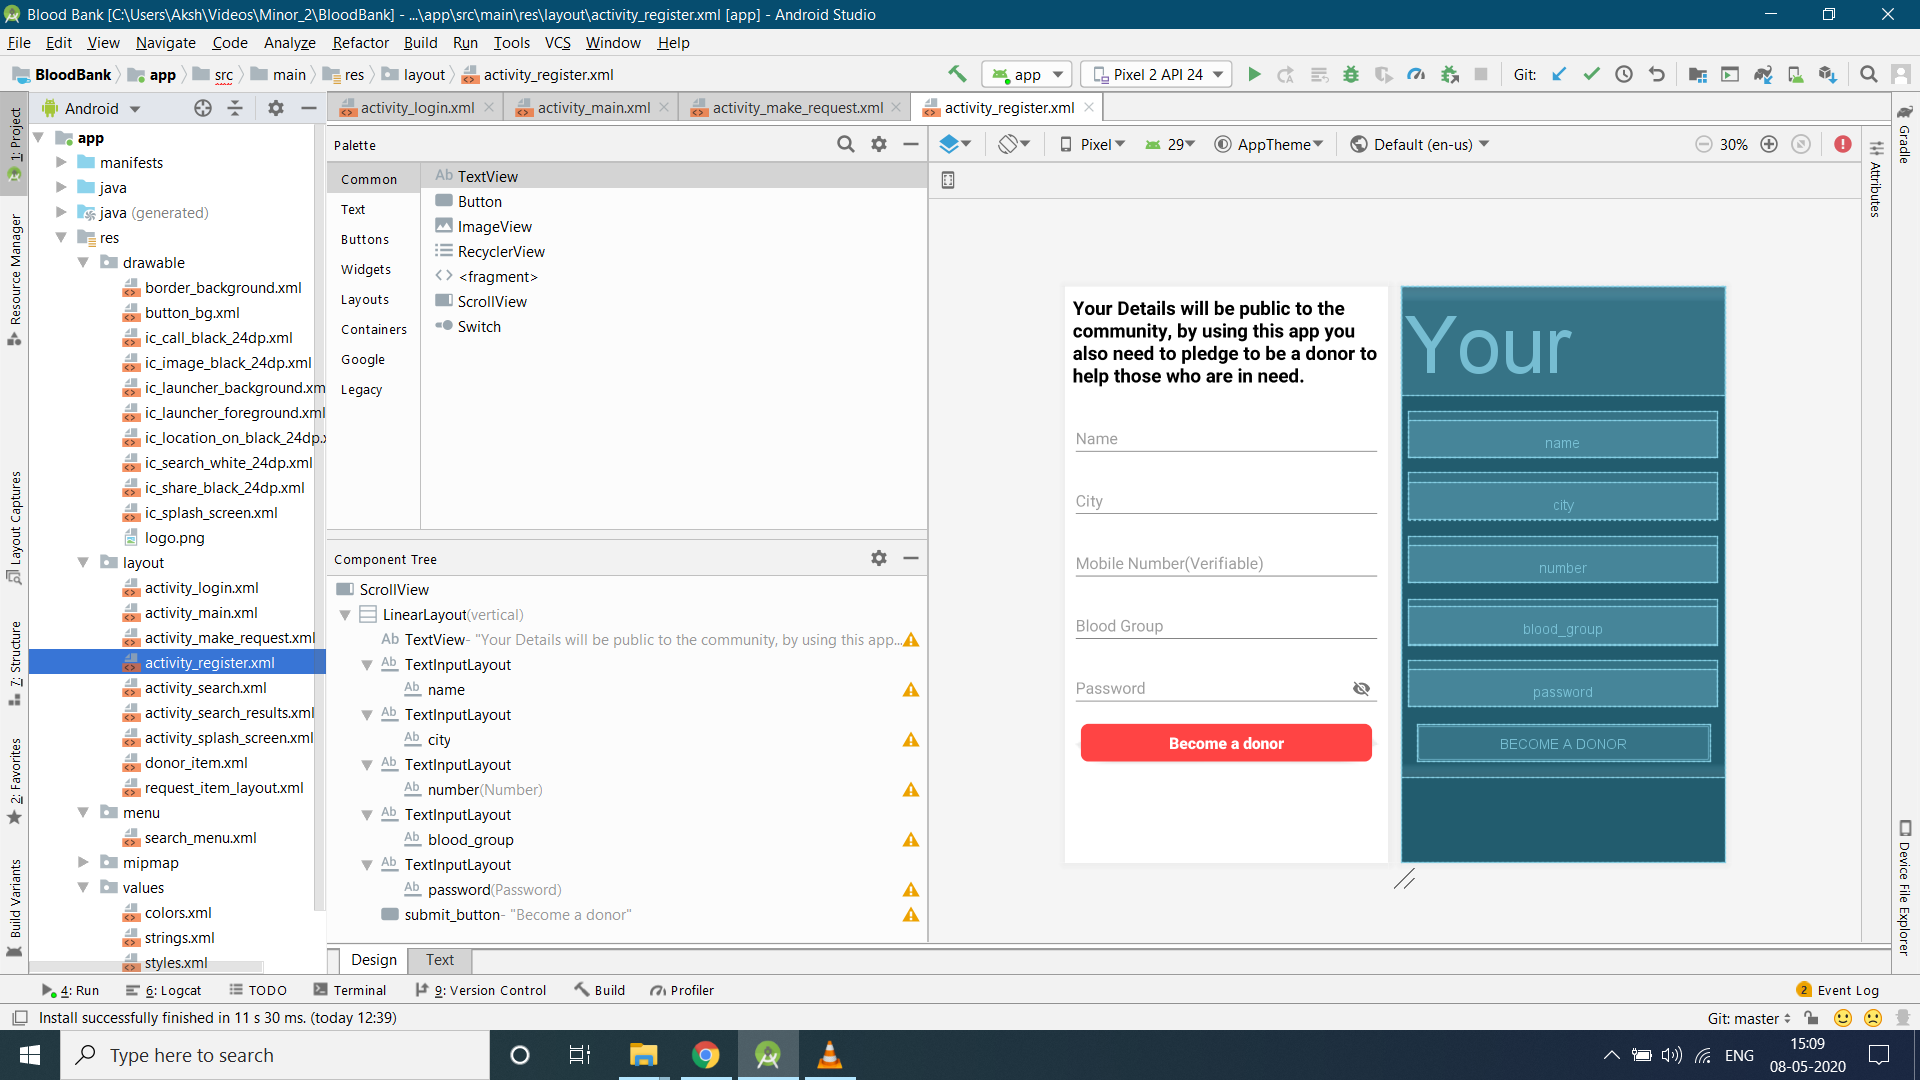 Blood Bank [C:\Users\Aksh\Videos\Minor_2\BloodBank] - ...\app\src\main\res\layout\activity_register.xml [app] - Android Studio
File Edit View Navigate Code Analyze Refactor Build Run Tools VCS Window Help
BloodBank app src main res layout activity_register.xml app Pixel 2 API 24 Git:
1: Project
Resource Manager
Layout Captures
7: Structure
2: Favorites
Build Variants
Android
app
manifests
java
java (generated)
res
drawable
border_background.xml
button_bg.xml
ic_call_black_24dp.xml
ic_image_black_24dp.xml
ic_launcher_background.xm
ic_launcher_foreground.xml
ic_location_on_black_24dp.x
ic_search_white_24dp.xml
ic_share_black_24dp.xml
ic_splash_screen.xml
logo.png
layout
activity_login.xml
activity_main.xml
activity_make_request.xml
activity_register.xml
activity_search.xml
activity_search_results.xml
activity_splash_screen.xml
donor_item.xml
request_item_layout.xml
menu
search_menu.xml
mipmap
values
colors.xml
strings.xml
styles.xml
activity_login.xml activity_main.xml activity_make_request.xml activity_register.xml
Palette
Common
Text
Buttons
Widgets
Layouts
Containers
Google
Legacy
Ab TextView
Button
ImageView
RecyclerView
<fragment>
ScrollView
Switch
Component Tree
ScrollView
LinearLayout(vertical)
Ab TextView- "Your Details will be public to the community, by using this app...
Ab TextInputLayout
Ab name
Ab TextInputLayout
Ab city
Ab TextInputLayout
Ab number(Number)
Ab TextInputLayout
Ab blood_group
Ab TextInputLayout
Ab password(Password)
submit_button- "Become a donor"
Design Text
Pixel 29 AppTheme Default (en-us) 30%
Your Details will be public to the
community, by using this app you
also need to pledge to be a donor to
help those who are in need.
Name
City
Mobile Number(Verifiable)
Blood Group
Password
Become a donor
Your
name
city
number
blood_group
password
BECOME A DONOR
Gradle
Attributes
Device File Explorer
4: Run 6: Logcat TODO Terminal 9: Version Control Build Profiler 2 Event Log
Install successfully finished in 11 s 30 ms. (today 12:39) Git: master
Type here to search ENG 15:09
08-05-2020